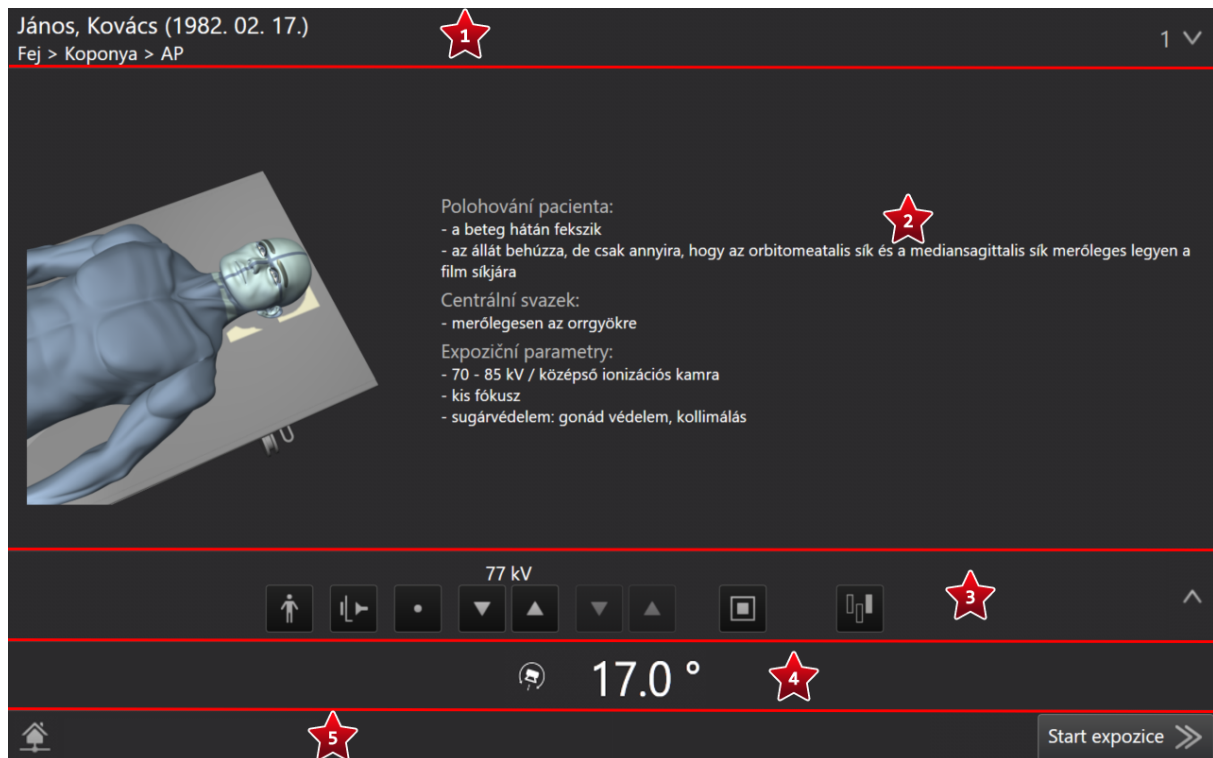 János, Kovács (1982. 02. 17.)
Fej > Koponya > AP
1
1
Polohování pacienta:
2
- a beteg hátán fekszik
- az állát behúzza, de csak annyira, hogy az orbitomeatalis sík és a mediansagittalis sík merőleges legyen a
film síkjára
Centrální svazek:
- merőlegesen az orrgyökre
Expoziční parametry:
- 70 - 85 kV / középső ionizációs kamra
- kis fókusz
- sugárvédelem: gonád védelem, kollimálás
77 kV
3
17.0 °
4
5
Start expozice